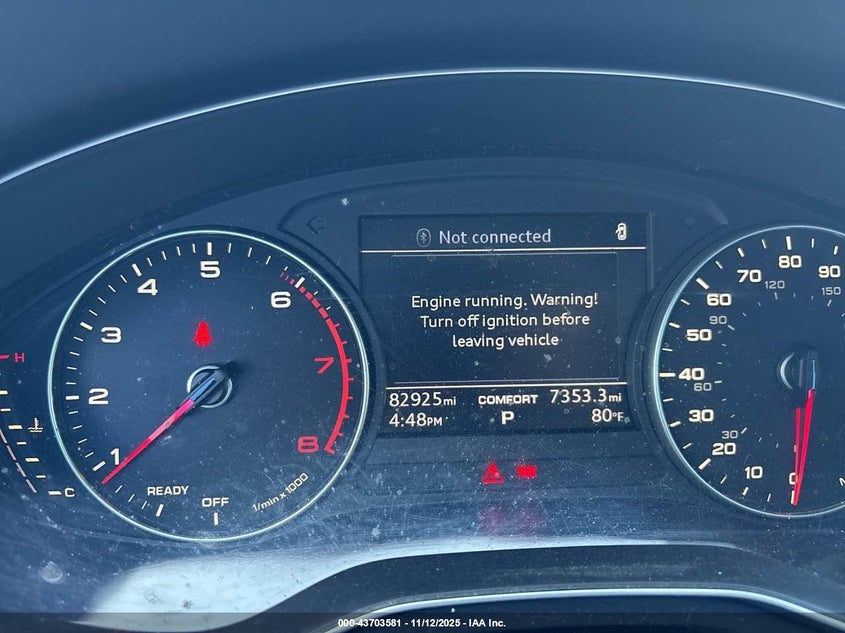 Not connected
Engine running. Warning!
Turn off ignition before
leaving vehicle
82925mi COMFORT 7353.3mi
4:48PM P 80°F
H
C
1
2
3
4
5
6
7
8
READY
OFF
1/min x 1000
0
10
20
30
40
50
60
70
80
90
30
60
90
120
150
000-43703581 - 11/12/2025 - IAA Inc.